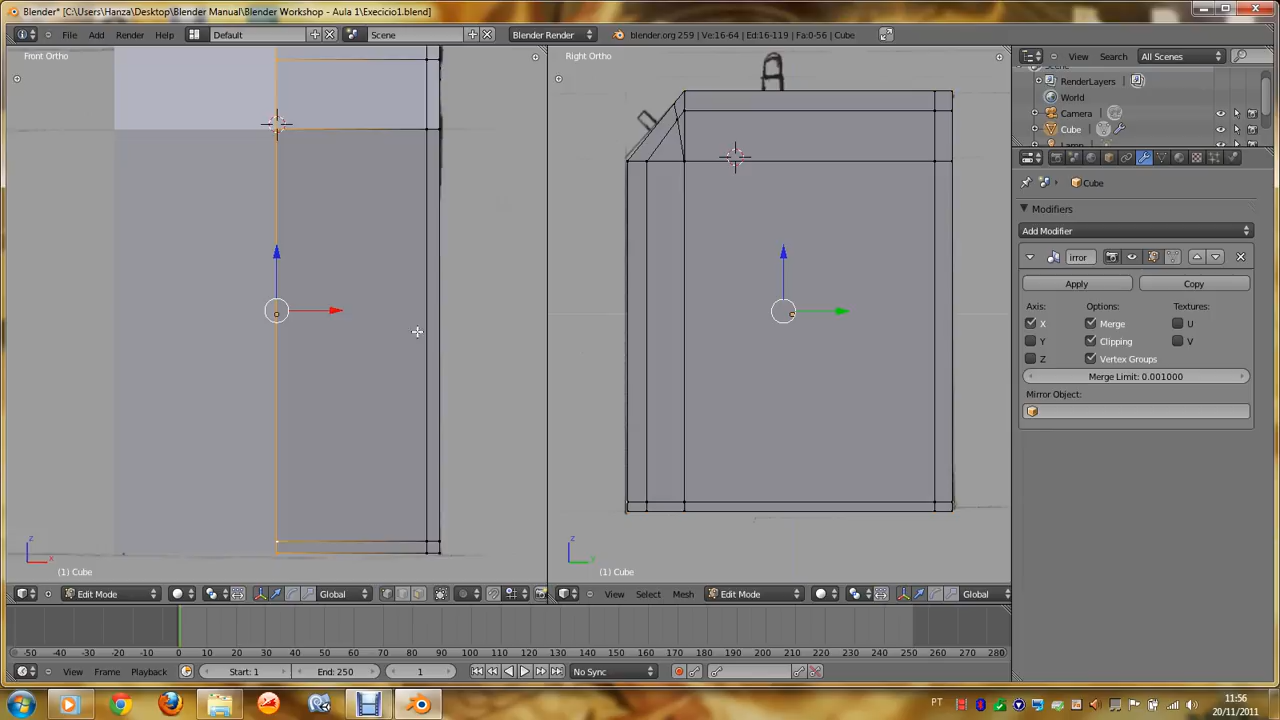 Blender* [C:\Users\Hanza\Desktop\Blender Manual\Blender Workshop - Aula 1\Execicio1.blend]
File Add Render Help Default Scene Blender Render blender.org 259 | Ve:16-64 | Ed:16-119 | Fa:0-56 | Cube
View Search All Scenes
Front Ortho
Right Ortho
RenderLayers
World
Camera
Cube
Lamp
Cube
Modifiers
Add Modifier
irror
Apply Copy
Axis: Options: Textures:
X Merge U
Y Clipping V
Z Vertex Groups
Merge Limit: 0.001000
Mirror Object:
z
x
z
y
(1) Cube
(1) Cube
Edit Mode Global
View Select Mesh Edit Mode Global
-50 -40 -30 -20 -10 0 10 20 30 40 50 60 70 80 90 100 110 120 130 140 150 160 170 180 190 200 210 220 230 240 250 260 270 280
View Frame Playback Start: 1 End: 250 1 No Sync
PT
11:56
20/11/2011